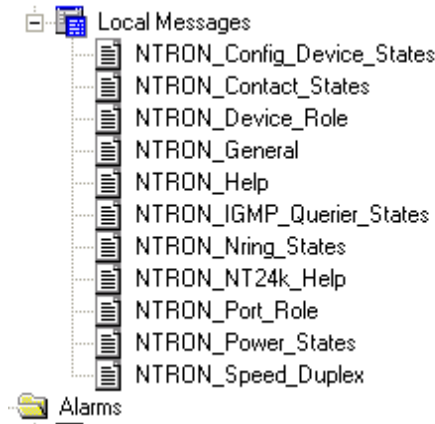 Local Messages
NTRON_Config_Device_States
NTRON_Contact_States
NTRON_Device_Role
NTRON_General
NTRON_Help
NTRON_IGMP_Querier_States
NTRON_Nring_States
NTRON_NT24k_Help
NTRON_Port_Role
NTRON_Power_States
NTRON_Speed_Duplex
Alarms